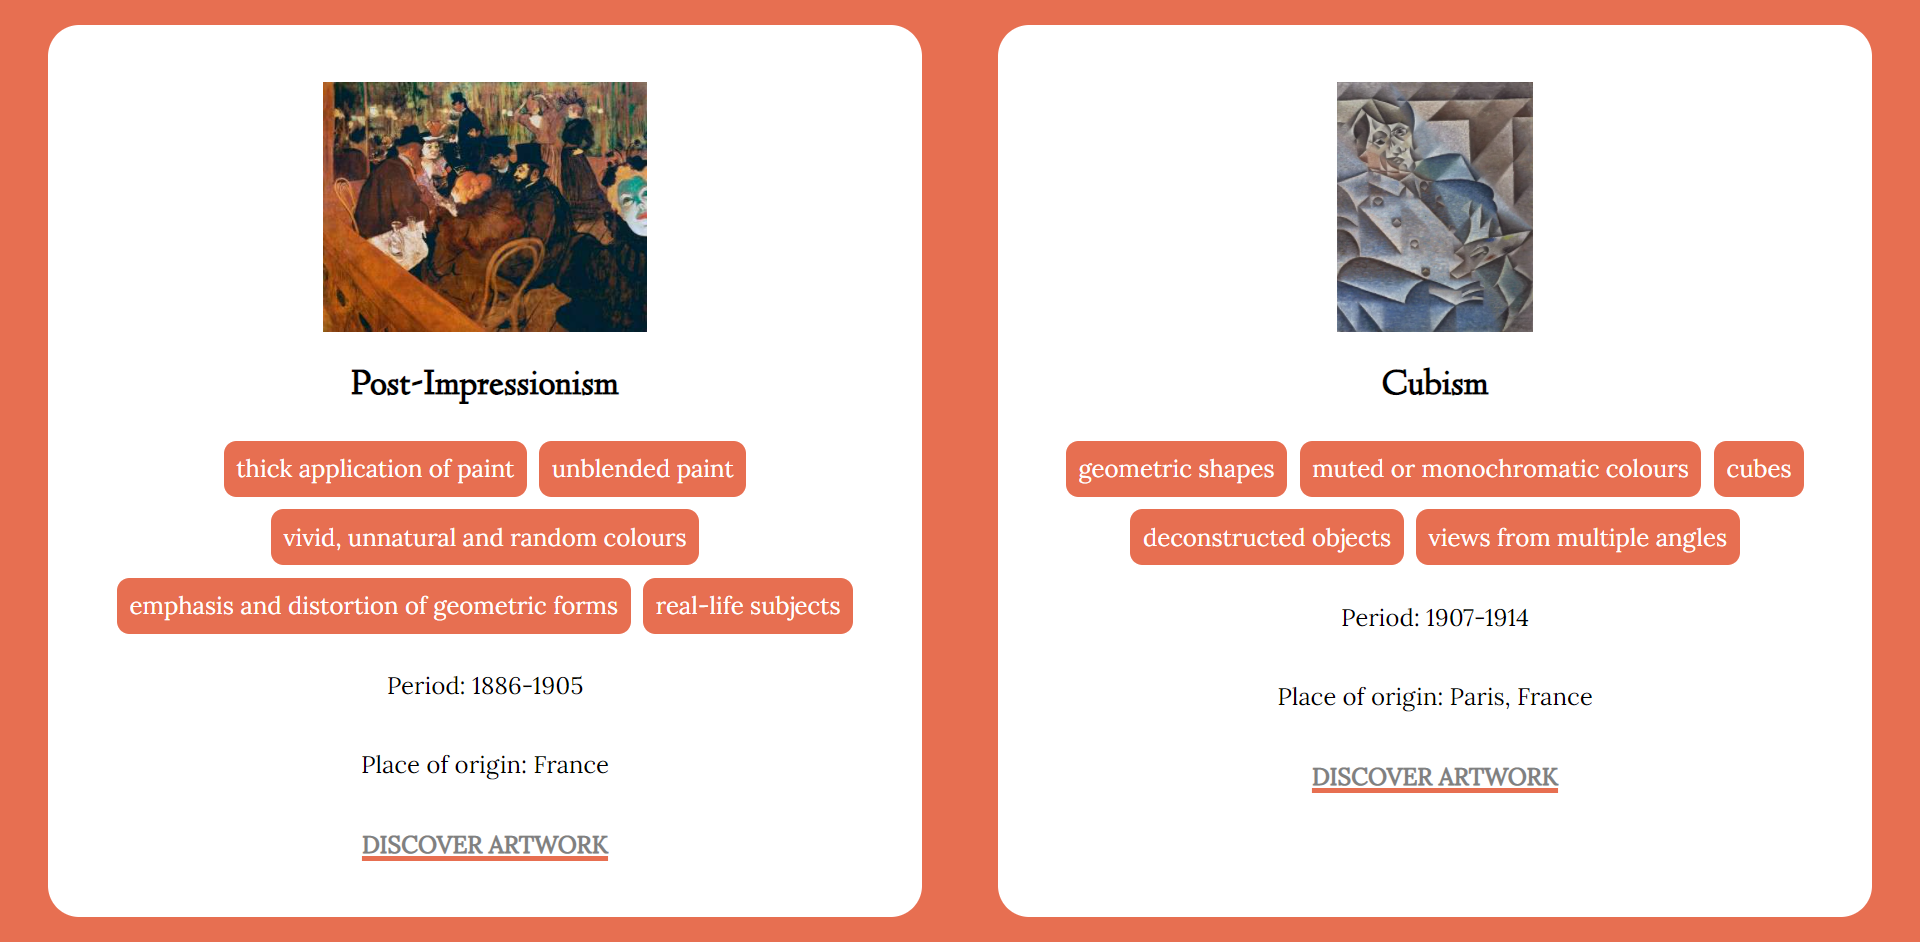 Post-Impressionism
thick application of paint
unblended paint
vivid, unnatural and random colours
emphasis and distortion of geometric forms
real-life subjects
Period: 1886-1905
Place of origin: France
DISCOVER ARTWORK
Cubism
geometric shapes
muted or monochromatic colours
cubes
deconstructed objects
views from multiple angles
Period: 1907-1914
Place of origin: Paris, France
DISCOVER ARTWORK